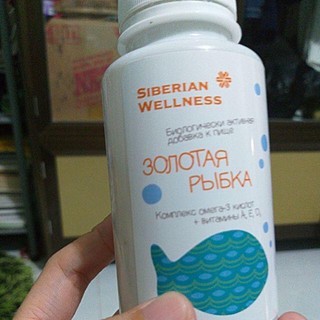 SIBERIAN
WELLNESS
Биологически активная
добавка к пище
ЗОЛОТАЯ
РЫБКА
Комплекс омега-3 кислот
+ витамины А, Е, D₃